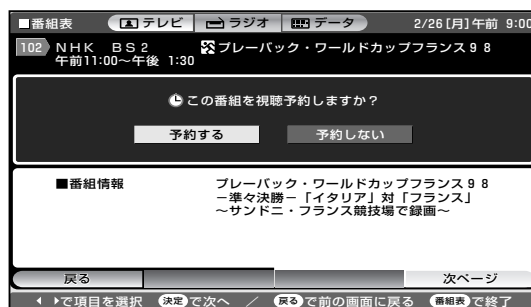 ■番組表 テレビ ラジオ データ 2/26［月］午前 9:00
102 NHK BS2 プレーバック・ワールドカップフランス98
午前11:00〜午後 1:30
この番組を視聴予約しますか？
予約する 予約しない
■番組情報 プレーバック・ワールドカップフランス98
−準々決勝−「イタリア」対「フランス」
〜サンドニ・フランス競技場で録画〜
戻る 次ページ
で項目を選択 決定で次へ ／ 戻るで前の画面に戻る 番組表で終了